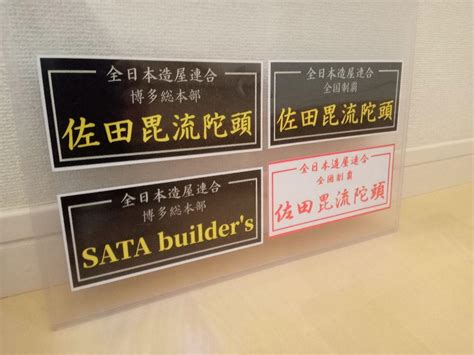 全日本造屋連合
博多総本部
佐田毘流陀頭
全日本造屋連合
全国制覇
佐田毘流陀頭
全日本造屋連合
博多総本部
SATA builder's
全日本造屋連合
全國制覇
佐田毘流陀頭